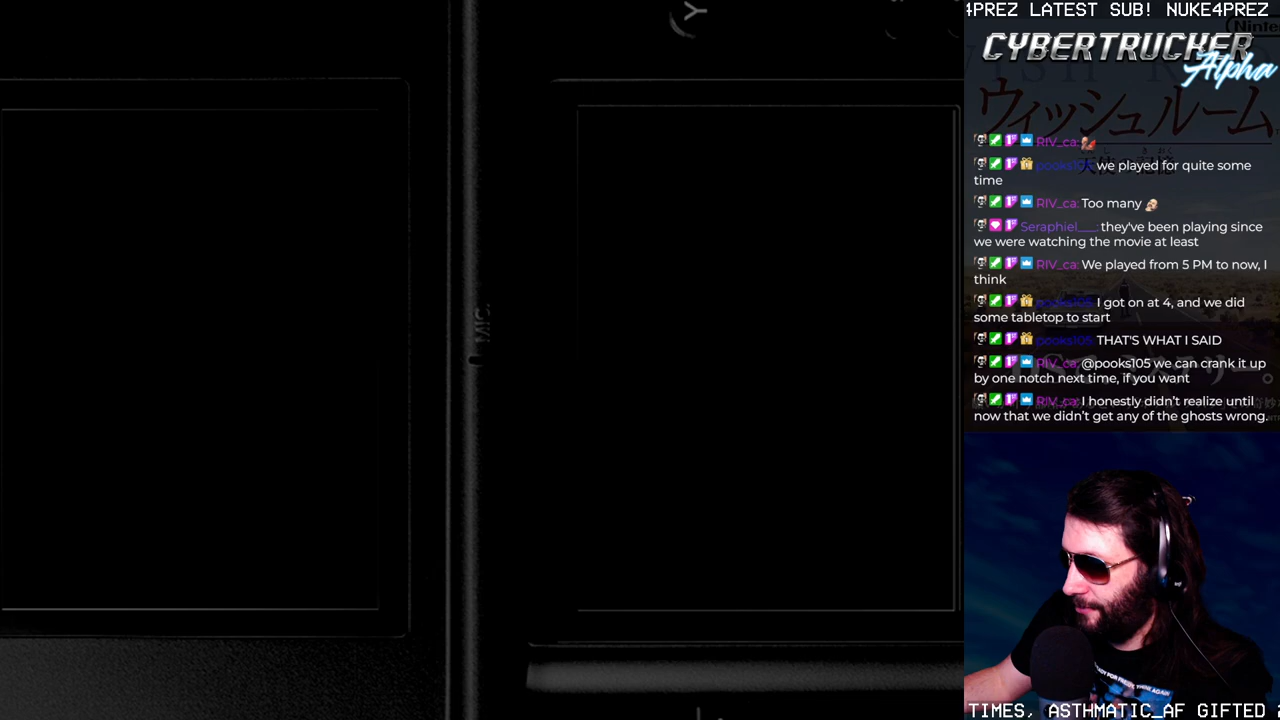 4PREZ LATEST SUB! NUKE4PREZ
CYBERTRUCKER
Alpha
ウィッシュルーム
RIV_ca:
pooks105: we played for quite some
time
RIV_ca: Too many
Seraphiel___: they've been playing since
we were watching the movie at least
RIV_ca: We played from 5 PM to now, I
think
pooks105: I got on at 4, and we did
some tabletop to start
pooks105: THAT'S WHAT I SAID
RIV_ca: @pooks105 we can crank it up
by one notch next time, if you want
RIV_ca: I honestly didn't realize until
now that we didn't get any of the ghosts wrong.
Y
MIC.
TIMES, ASTHMATIC_AF GIFTED